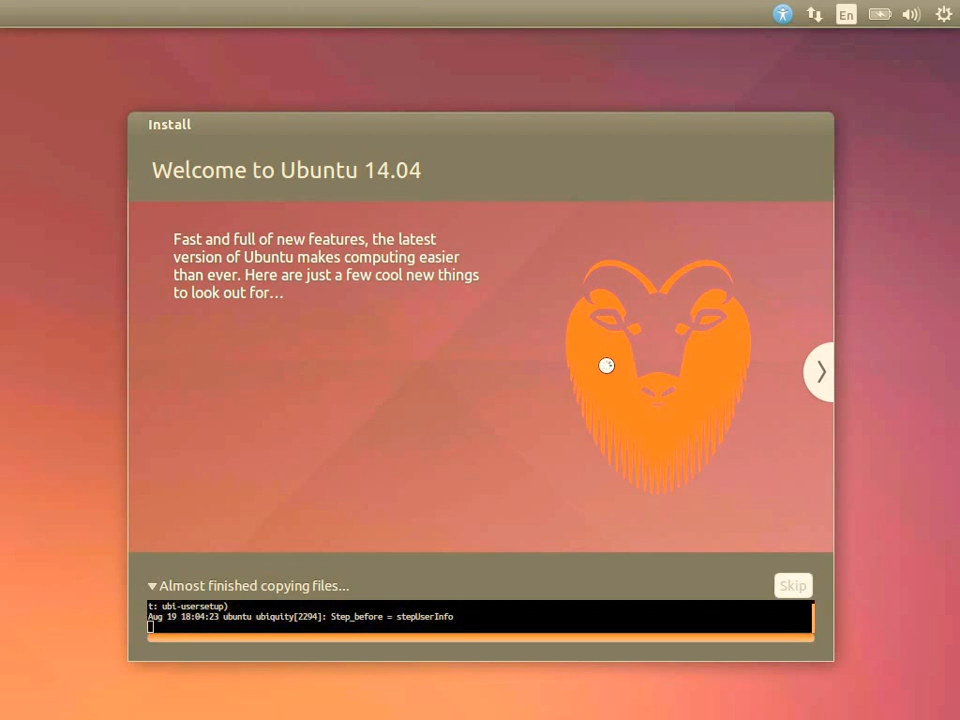 En
Install
Welcome to Ubuntu 14.04
Fast and full of new features, the latest
version of Ubuntu makes computing easier
than ever. Here are just a few cool new things
to look out for...
Almost finished copying files...
Skip
t: ubi-usersetup)
Aug 19 18:04:23 ubuntu ubiquity[2294]: Step_before = stepUserInfo